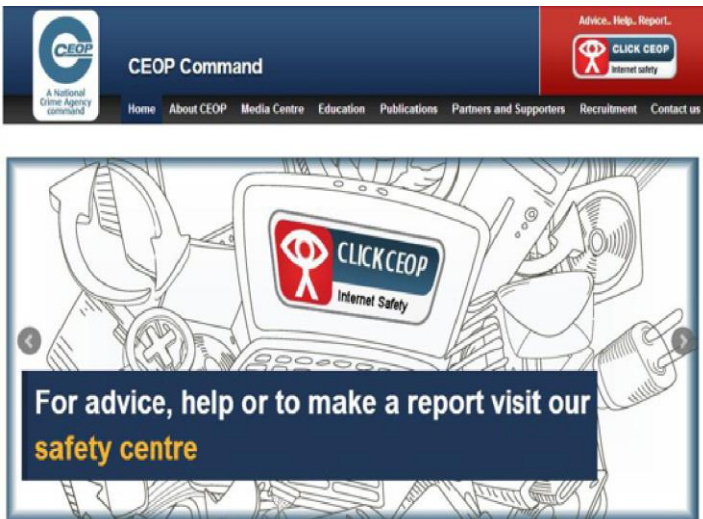 Advice.. Help.. Report..
CEOP
CLICK CEOP
Internet safety
CEOP Command
A National
Crime Agency
command
Home About CEOP Media Centre Education Publications Partners and Supporters Recruitment Contact us
CLICK CEOP
Internet Safety
For advice, help or to make a report visit our
safety centre